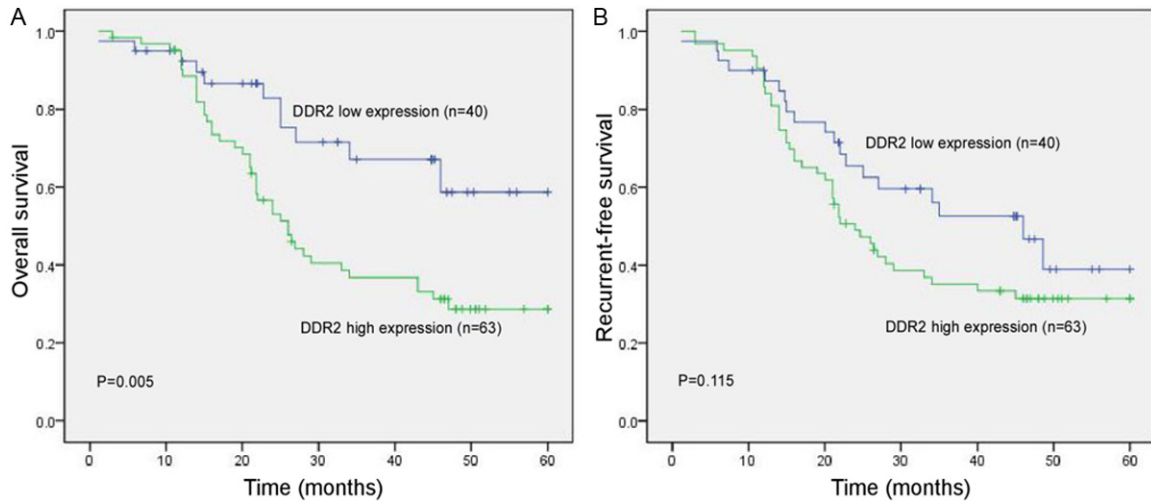 A
Overall survival
1.0
0.8
0.6
0.4
0.2
0.0
DDR2 low expression (n=40)
DDR2 high expression (n=63)
P=0.005
0 10 20 30 40 50 60
Time (months)
B
Recurrent-free survival
1.0
0.8
0.6
0.4
0.2
0.0
DDR2 low expression (n=40)
DDR2 high expression (n=63)
P=0.115
0 10 20 30 40 50 60
Time (months)